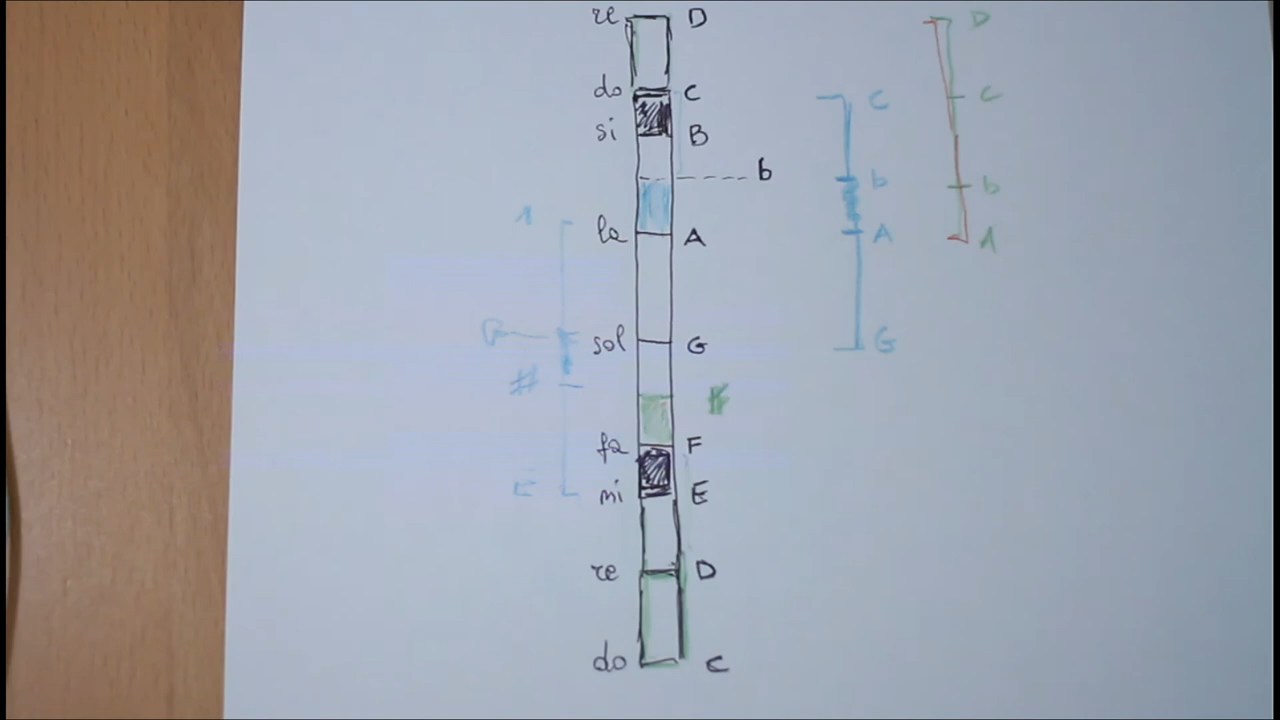 re D D
do C C C
si B
b b b
A
la A A A
sol G G
#
fa F
E mi E
re D
do C